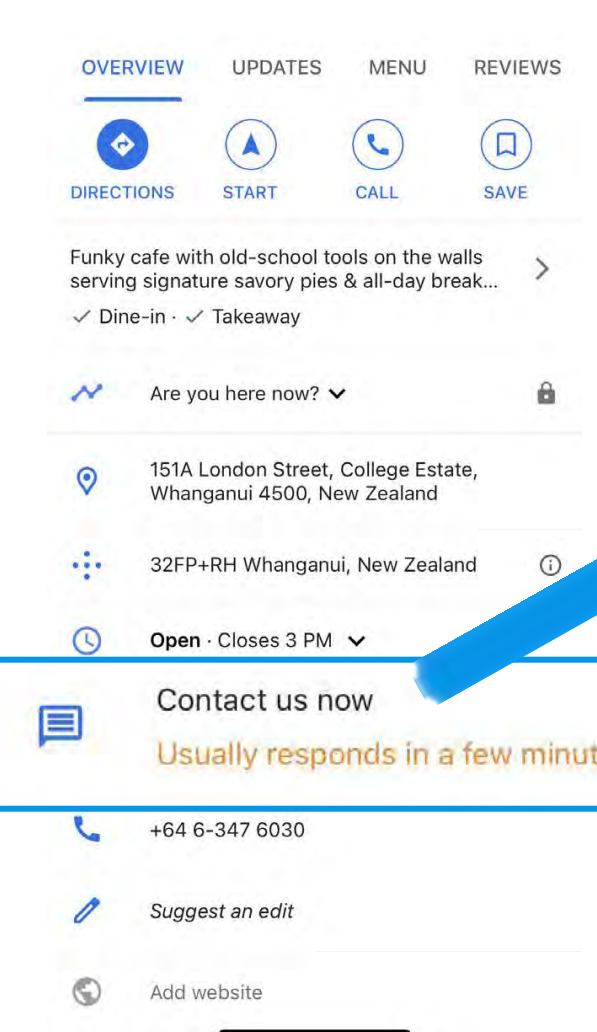 OVERVIEW UPDATES MENU REVIEWS
DIRECTIONS START CALL SAVE
Funky cafe with old-school tools on the walls
serving signature savory pies & all-day break...
Dine-in · Takeaway
Are you here now?
151A London Street, College Estate,
Whanganui 4500, New Zealand
32FP+RH Whanganui, New Zealand
Open · Closes 3 PM
Contact us now
Usually responds in a few minut
+64 6-347 6030
Suggest an edit
Add website